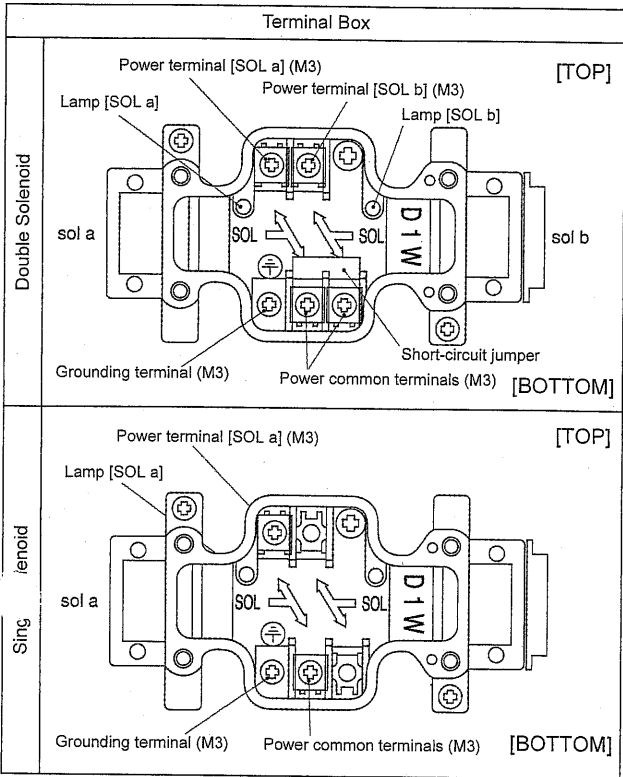 Terminal Box
Double Solenoid
Power terminal [SOL a] (M3)
[TOP]
Power terminal [SOL b] (M3)
Lamp [SOL a]
Lamp [SOL b]
sol a
SOL
SOL
D1W
sol b
Short-circuit jumper
Grounding terminal (M3)
Power common terminals (M3)
[BOTTOM]
Power terminal [SOL a] (M3)
[TOP]
Lamp [SOL a]
sol a
SOL
SOL
D1W
Grounding terminal (M3)
Power common terminals (M3)
[BOTTOM]